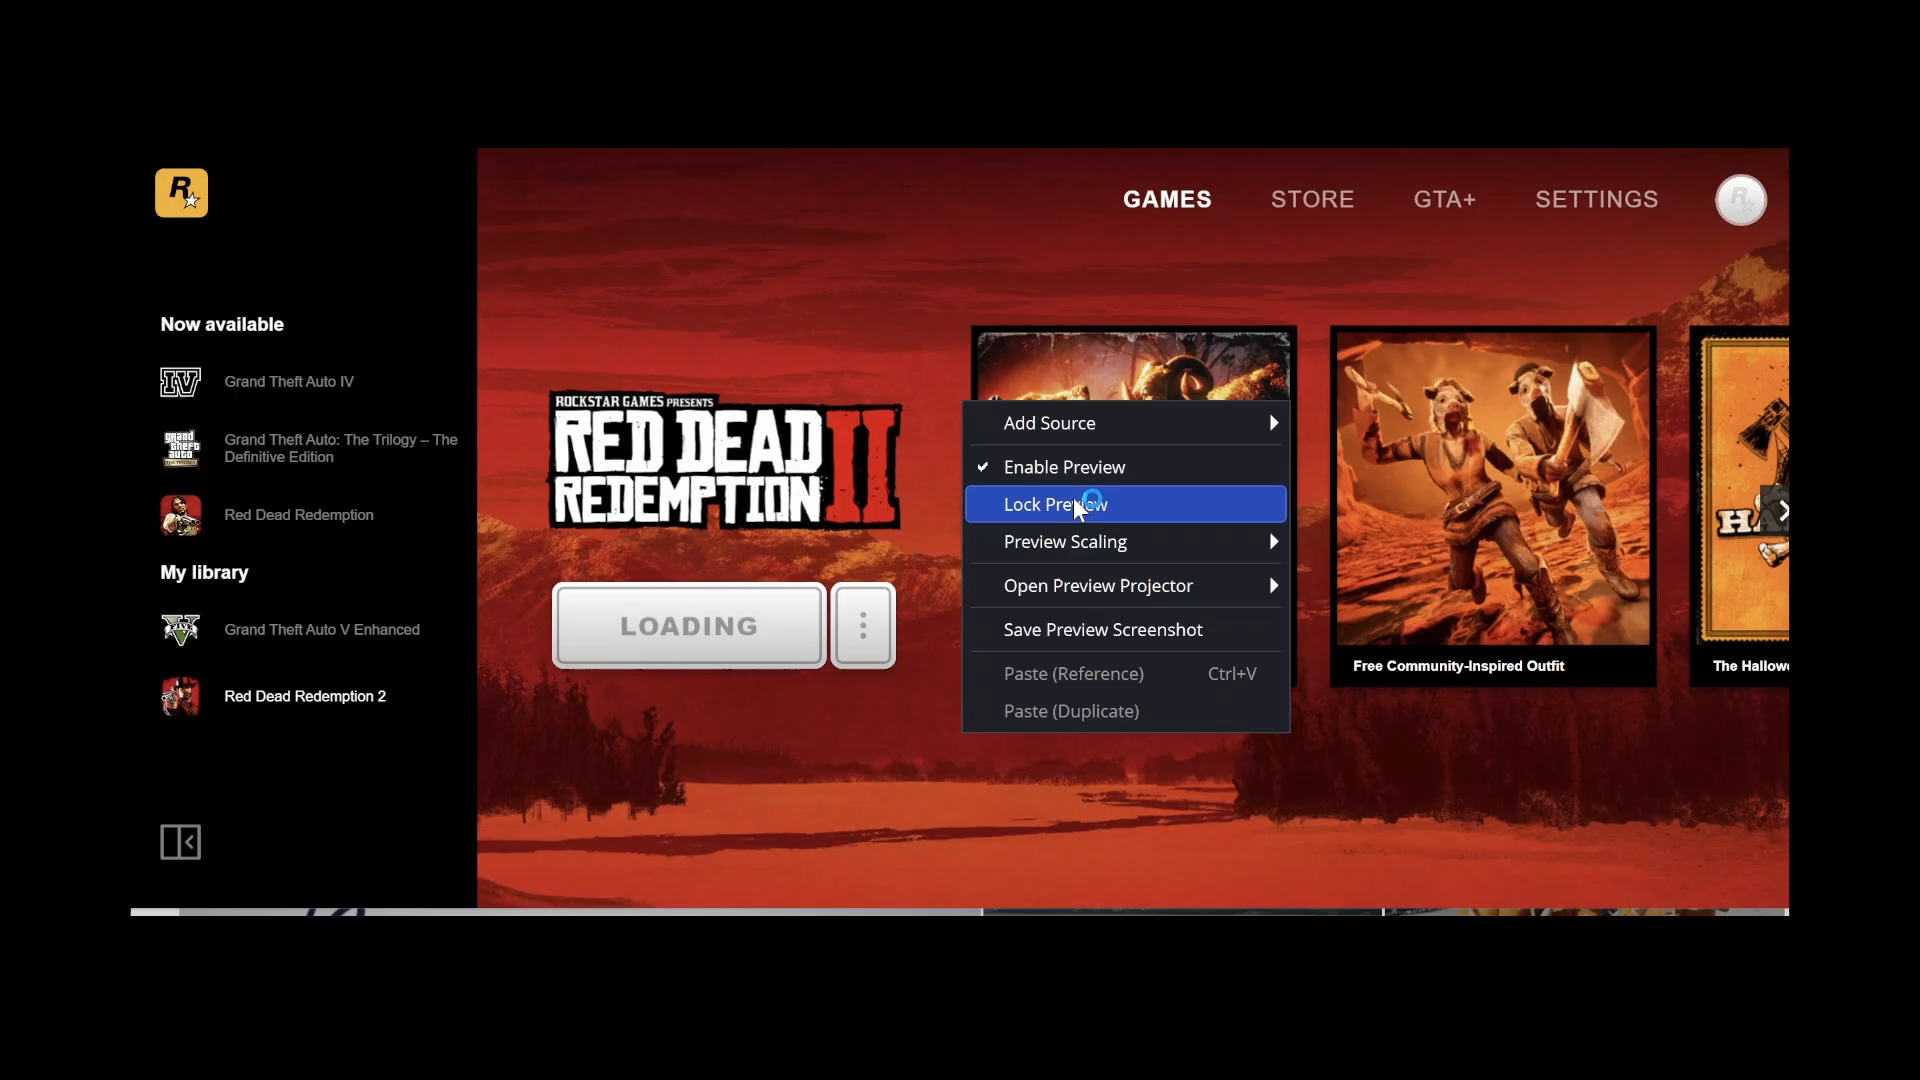 GAMES
STORE
GTA+
SETTINGS
Now available
Grand Theft Auto IV
Grand Theft Auto: The Trilogy – The
Definitive Edition
Red Dead Redemption
My library
Grand Theft Auto V Enhanced
Red Dead Redemption 2
ROCKSTAR GAMES PRESENTS
RED DEAD
REDEMPTION II
LOADING
Add Source
Enable Preview
Lock Preview
Preview Scaling
Open Preview Projector
Save Preview Screenshot
Paste (Reference) Ctrl+V
Paste (Duplicate)
Free Community-Inspired Outfit
The Hallowe